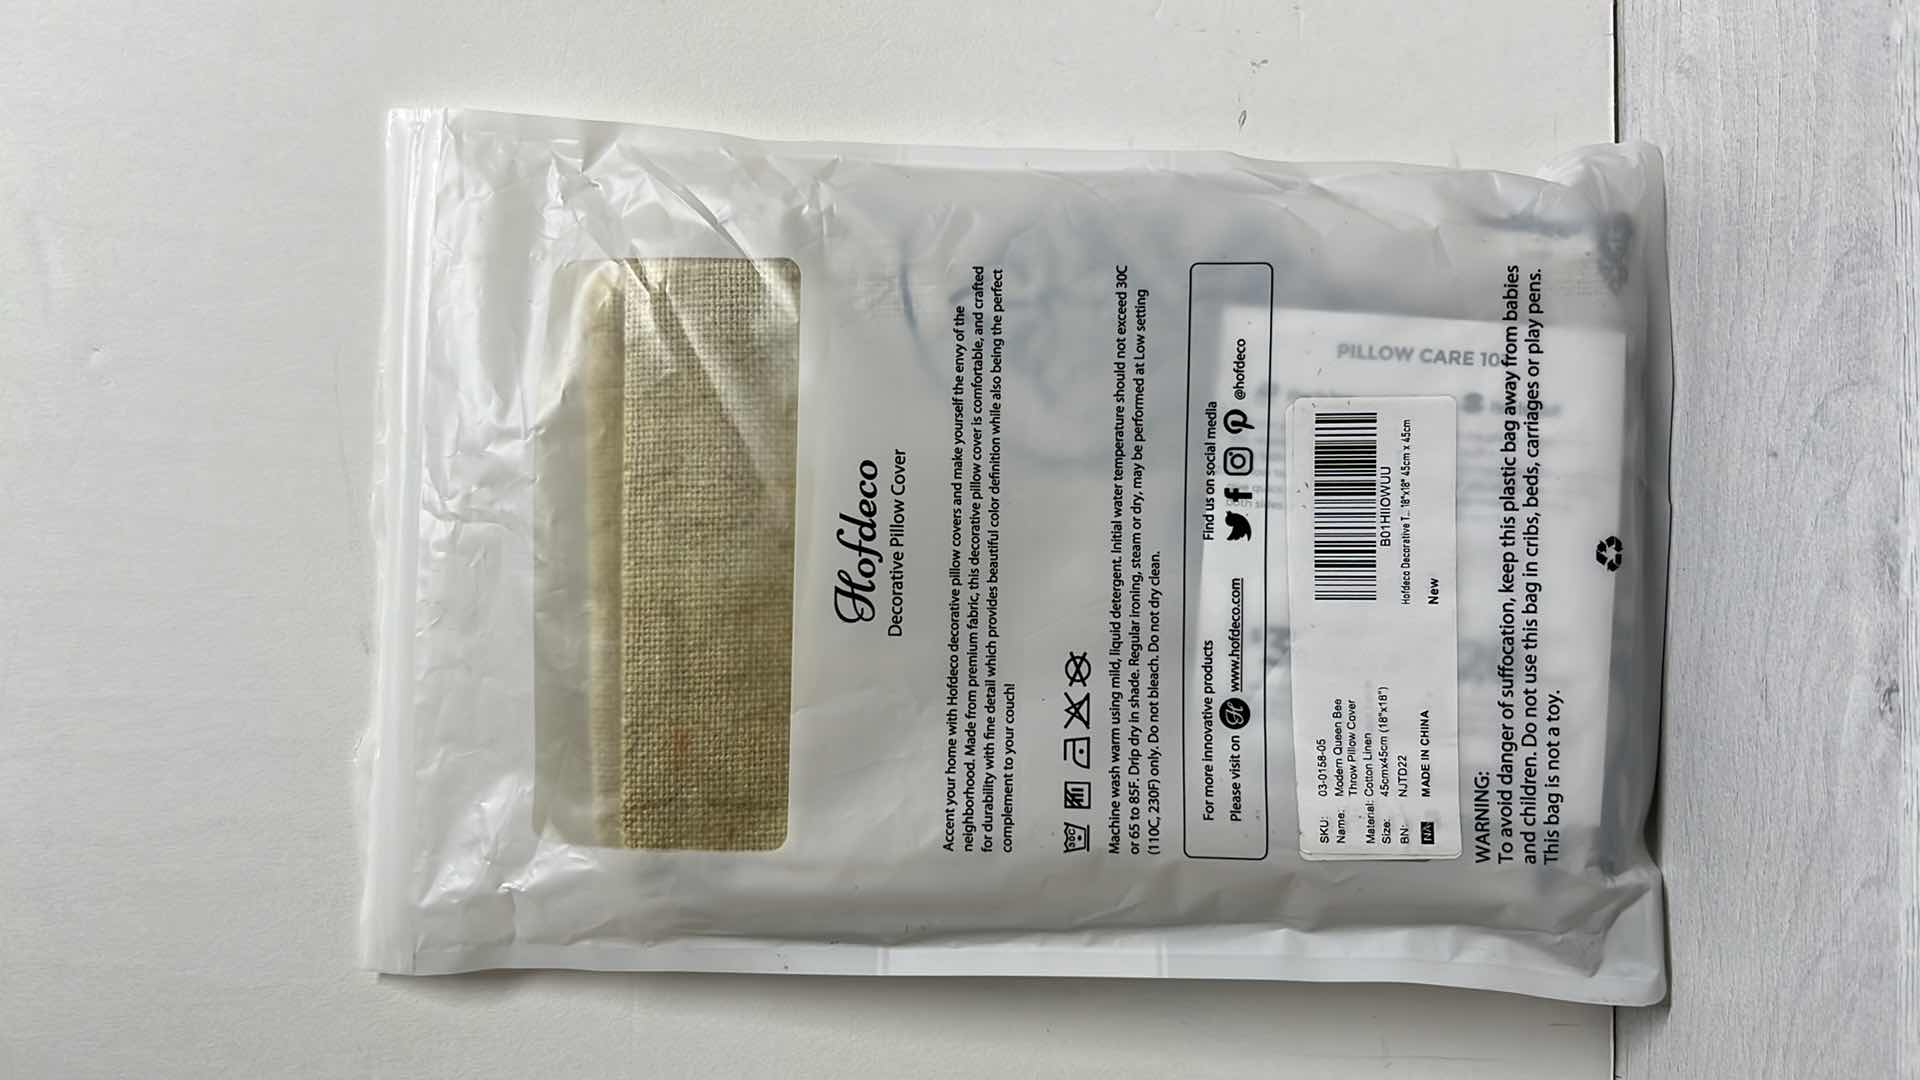 Hofdeco
Decorative Pillow Cover
Accent your home with Hofdeco decorative pillow covers and make yourself the envy of the
neighborhood. Made from premium fabric, this decorative pillow cover is comfortable, and crafted
for durability with fine detail which provides beautiful color definition while also being the perfect
complement to your couch!
30C
Machine wash warm using mild, liquid detergent. Initial water temperature should not exceed 30C
or 65 to 85F. Drip dry in shade. Regular ironing, steam or dry, may be performed at Low setting
(110C, 230F) only. Do not bleach. Do not dry clean.
For more innovative products
Please visit on H www.hofdeco.com
Find us on social media
@hofdeco
PILLOW CARE 10
SKU: 03-0158-05
Name: Modern Queen Bee
Throw Pillow Cover
Material: Cotton Linen
Size: 45cmx45cm (18"x18")
BN: NJTD22
NA MADE IN CHINA
B01HIIOWUU
Hofdeco Decorative T... 18"x18" 45cm x 45cm
New
WARNING:
To avoid danger of suffocation, keep this plastic bag away from babies
and children. Do not use this bag in cribs, beds, carriages or play pens.
This bag is not a toy.